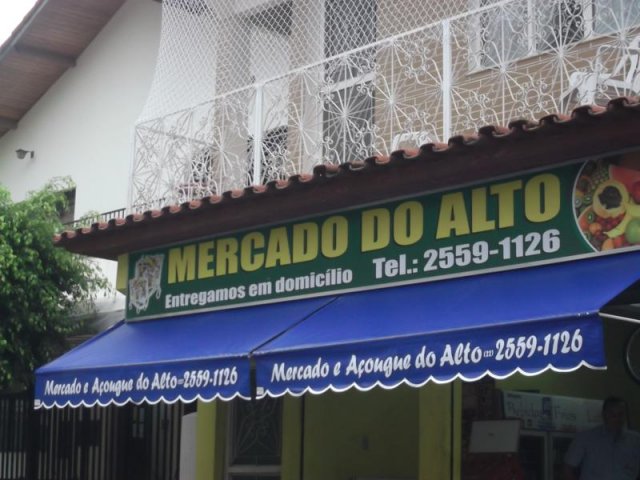 MERCADO DO ALTO
Entregamos em domicílio Tel.: 2559-1126
Mercado e Açougue do Alto 2559-1126
Mercado e Açougue do Alto (21) 2559-1126